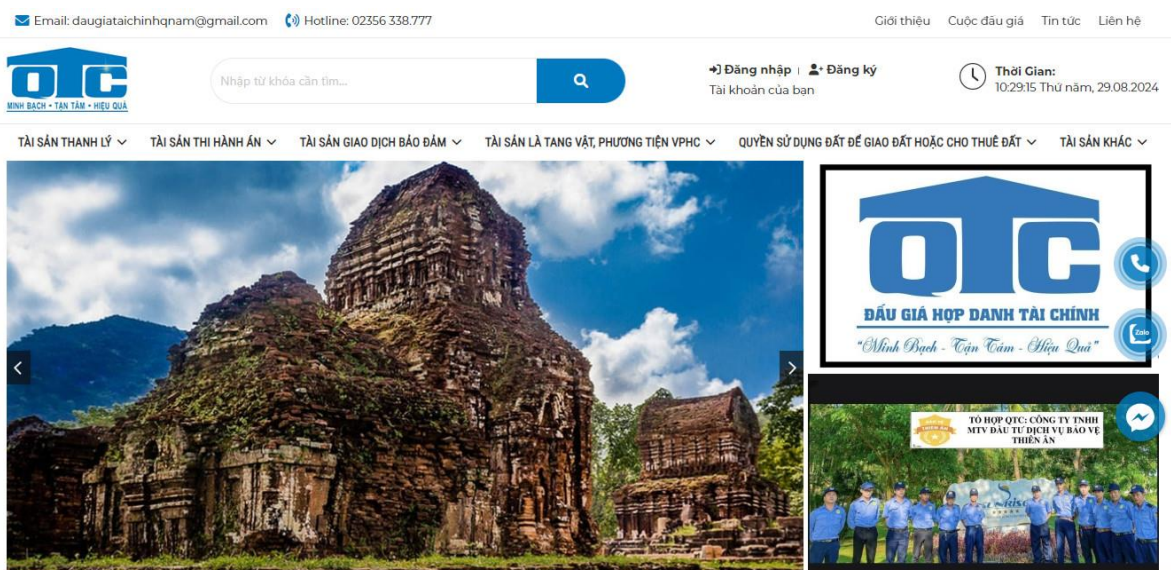 Email: daugiataichinhqnam@gmail.com
Hotline: 02356 338.777
Giới thiệu
Cuộc đấu giá
Tin tức
Liên hệ
QTC
MINH BẠCH • TẬN TÂM • HIỆU QUẢ
Nhập từ khóa cần tìm...
Đăng nhập
Đăng ký
Tài khoản của bạn
Thời Gian:
10:29:15 Thứ năm, 29.08.2024
TÀI SẢN THANH LÝ
TÀI SẢN THI HÀNH ÁN
TÀI SẢN GIAO DỊCH BẢO ĐẢM
TÀI SẢN LÀ TANG VẬT, PHƯƠNG TIỆN VPHC
QUYỀN SỬ DỤNG ĐẤT ĐỂ GIAO ĐẤT HOẶC CHO THUÊ ĐẤT
TÀI SẢN KHÁC
QTC
ĐẤU GIÁ HỢP DANH TÀI CHÍNH
"Minh Bạch - Tận Tâm - Hiệu Quả"
Zalo
THIÊN ÂN
TỔ HỢP QTC: CÔNG TY TNHH
MTV ĐẦU TƯ DỊCH VỤ BẢO VỆ
THIÊN ÂN